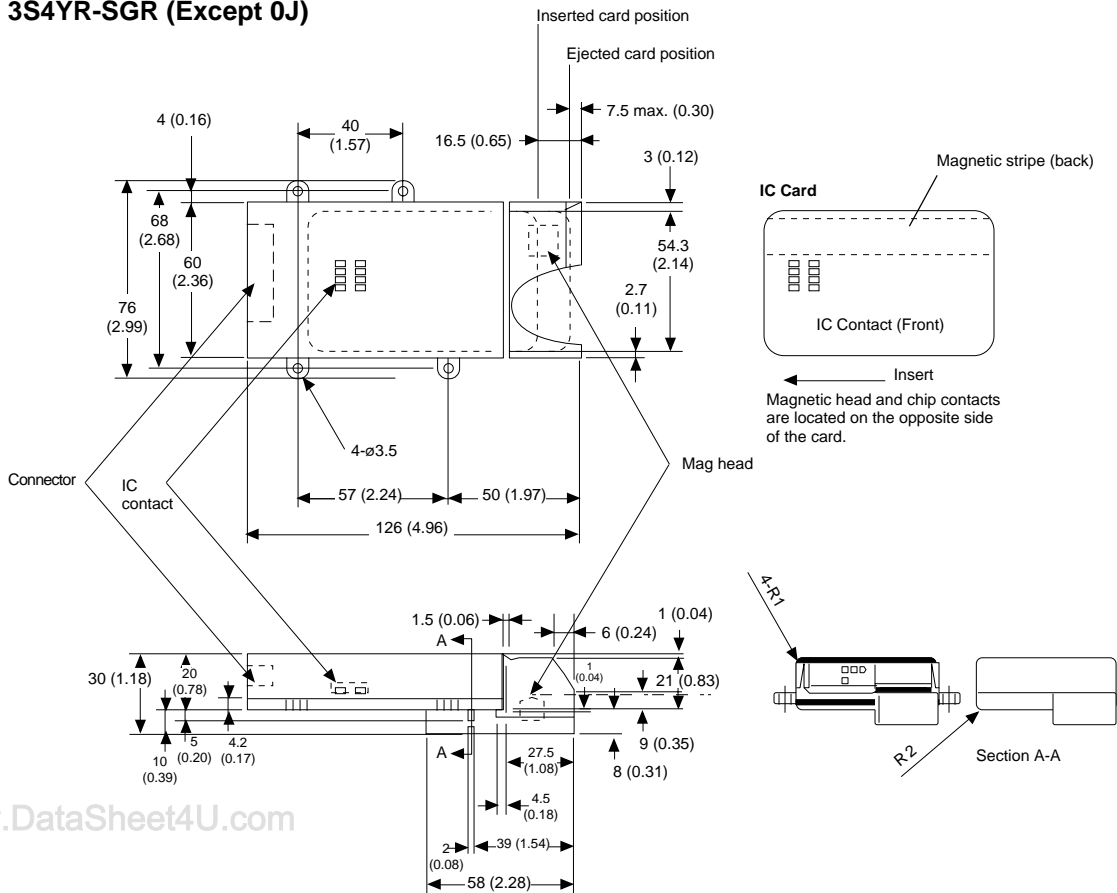 3S4YR-SGR (Except 0J)
Inserted card position
Ejected card position
7.5 max. (0.30)
4 (0.16)
40
(1.57)
16.5 (0.65)
3 (0.12)
Magnetic stripe (back)
IC Card
68
(2.68)
60
(2.36)
76
(2.99)
54.3
(2.14)
2.7
(0.11)
IC Contact (Front)
Insert
Magnetic head and chip contacts
are located on the opposite side
of the card.
4-ø3.5
Mag head
Connector
IC
contact
57 (2.24)
50 (1.97)
126 (4.96)
4-R1
1.5 (0.06)
6 (0.24)
1 (0.04)
A
30 (1.18)
20
(0.78)
1
(0.04)
21 (0.83)
5
(0.20)
4.2
(0.17)
10
(0.39)
A
27.5
(1.08)
9 (0.35)
8 (0.31)
R2
Section A-A
4.5
(0.18)
.DataSheet4U.com
2
(0.08)
39 (1.54)
58 (2.28)